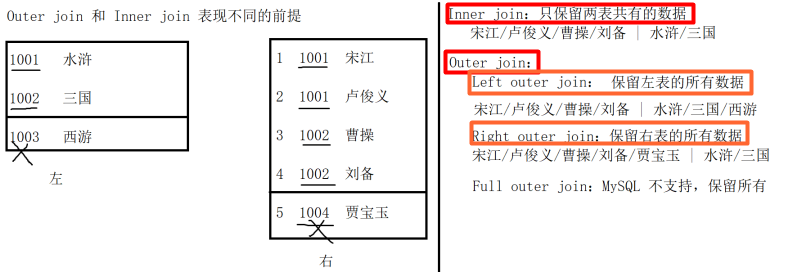 Outer join 和 Inner join 表现不同的前提
1001 水浒
1002 三国
1003 西游
左
1 1001 宋江
2 1001 卢俊义
3 1002 曹操
4 1002 刘备
5 1004 贾宝玉
右
Inner join：只保留两表共有的数据
宋江/卢俊义/曹操/刘备 | 水浒/三国
Outer join：
Left outer join： 保留左表的所有数据
宋江/卢俊义/曹操/刘备 | 水浒/三国/西游
Right outer join：保留右表的所有数据
宋江/卢俊义/曹操/刘备/贾宝玉 | 水浒/三国
Full outer join：MySQL 不支持，保留所有